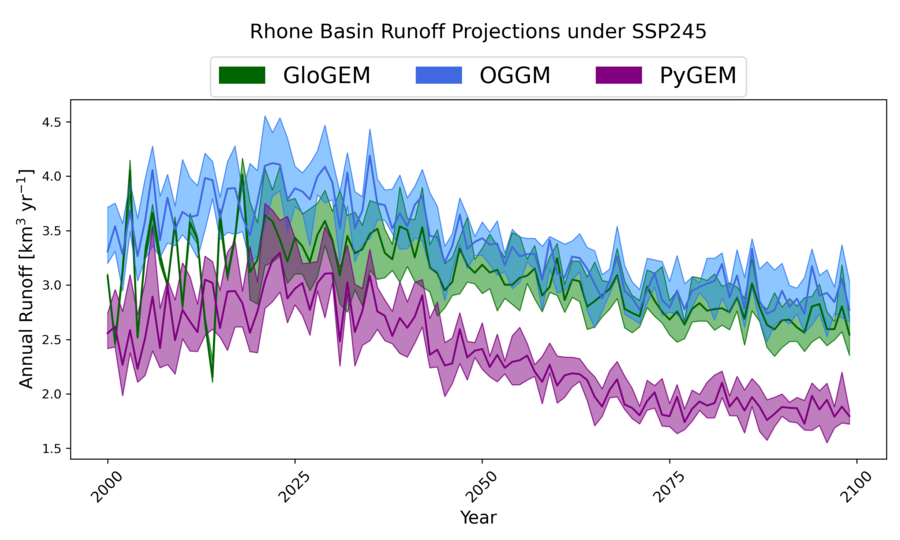 Rhone Basin Runoff Projections under SSP245
GloGEM OGGM PyGEM
Annual Runoff [km³ yr⁻¹]
4.5
4.0
3.5
3.0
2.5
2.0
1.5
2000 2025 2050 2075 2100
Year